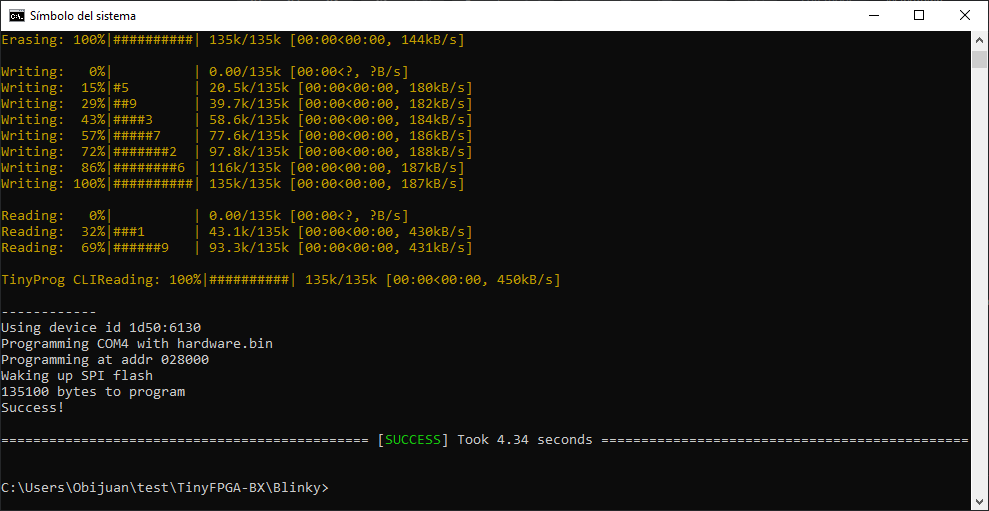 Símbolo del sistema
Erasing: 100%|##########| 135k/135k [00:00<00:00, 144kB/s]
Writing:   0%|          | 0.00/135k [00:00<?, ?B/s]
Writing:  15%|#5        | 20.5k/135k [00:00<00:00, 180kB/s]
Writing:  29%|##9       | 39.7k/135k [00:00<00:00, 182kB/s]
Writing:  43%|####3     | 58.6k/135k [00:00<00:00, 184kB/s]
Writing:  57%|#####7    | 77.6k/135k [00:00<00:00, 186kB/s]
Writing:  72%|#######2  | 97.8k/135k [00:00<00:00, 188kB/s]
Writing:  86%|########6 | 116k/135k [00:00<00:00, 187kB/s]
Writing: 100%|##########| 135k/135k [00:00<00:00, 187kB/s]
Reading:   0%|          | 0.00/135k [00:00<?, ?B/s]
Reading:  32%|###1      | 43.1k/135k [00:00<00:00, 430kB/s]
Reading:  69%|######9   | 93.3k/135k [00:00<00:00, 431kB/s]
TinyProg CLIReading: 100%|##########| 135k/135k [00:00<00:00, 450kB/s]
------------
Using device id 1d50:6130
Programming COM4 with hardware.bin
Programming at addr 028000
Waking up SPI flash
135100 bytes to program
Success!
============================================== [SUCCESS] Took 4.34 seconds ==============================================
C:\Users\Obijuan\test\TinyFPGA-BX\Blinky>